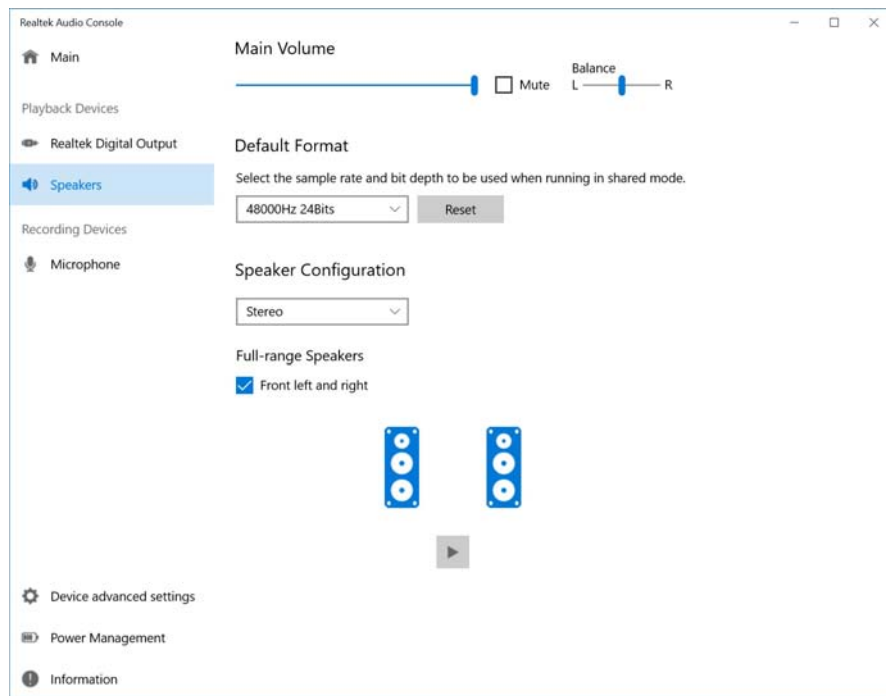 Realtek Audio Console
Main
Playback Devices
Realtek Digital Output
Speakers
Recording Devices
Microphone
Device advanced settings
Power Management
Information
Main Volume
Mute
Balance
L R
Default Format
Select the sample rate and bit depth to be used when running in shared mode.
48000Hz 24Bits
Reset
Speaker Configuration
Stereo
Full-range Speakers
Front left and right